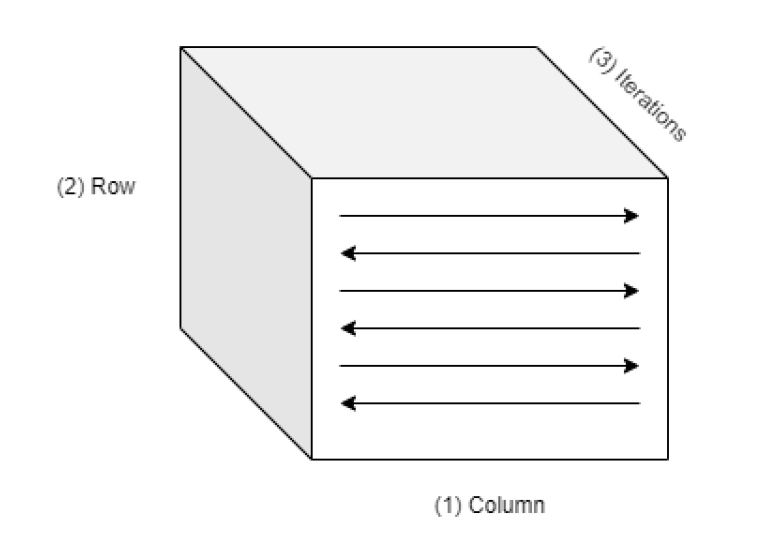 (3) Iterations
(2) Row
(1) Column